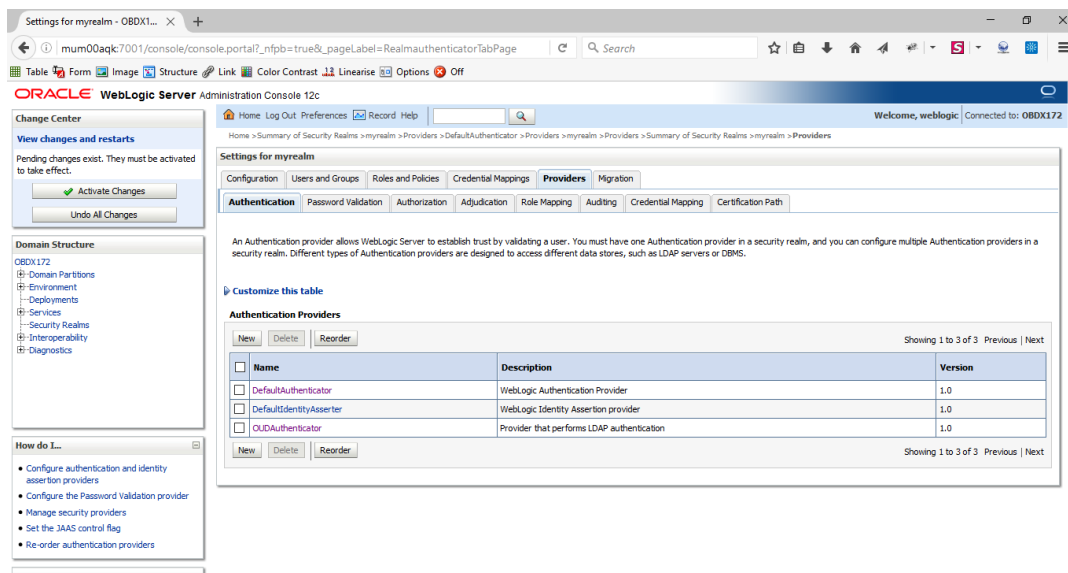 Settings for myrealm - OBDX1...
mum00aqk:7001/console/console.portal?_nfpb=true&_pageLabel=RealmauthenticatorTabPage
Search
S
Table Form Image Structure Link Color Contrast Linearise Options Off
ORACLE WebLogic Server Administration Console 12c
Change Center
View changes and restarts
Pending changes exist. They must be activated
to take effect.
Activate Changes
Undo All Changes
Domain Structure
OBDX172
Domain Partitions
Environment
Deployments
Services
Security Realms
Interoperability
Diagnostics
How do I...
Configure authentication and identity
assertion providers
Configure the Password Validation provider
Manage security providers
Set the JAAS control flag
Re-order authentication providers
Home Log Out Preferences Record Help
Welcome, weblogic Connected to: OBDX172
Home >Summary of Security Realms >myrealm >Providers >DefaultAuthenticator >Providers >myrealm >Providers >Summary of Security Realms >myrealm >Providers
Settings for myrealm
Configuration Users and Groups Roles and Policies Credential Mappings Providers Migration
Authentication Password Validation Authorization Adjudication Role Mapping Auditing Credential Mapping Certification Path
An Authentication provider allows WebLogic Server to establish trust by validating a user. You must have one Authentication provider in a security realm, and you can configure multiple Authentication providers in a
security realm. Different types of Authentication providers are designed to access different data stores, such as LDAP servers or DBMS.
Customize this table
Authentication Providers
New Delete Reorder Showing 1 to 3 of 3 Previous | Next
Name Description Version
DefaultAuthenticator WebLogic Authentication Provider 1.0
DefaultIdentityAsserter WebLogic Identity Assertion provider 1.0
OUDAuthenticator Provider that performs LDAP authentication 1.0
New Delete Reorder Showing 1 to 3 of 3 Previous | Next